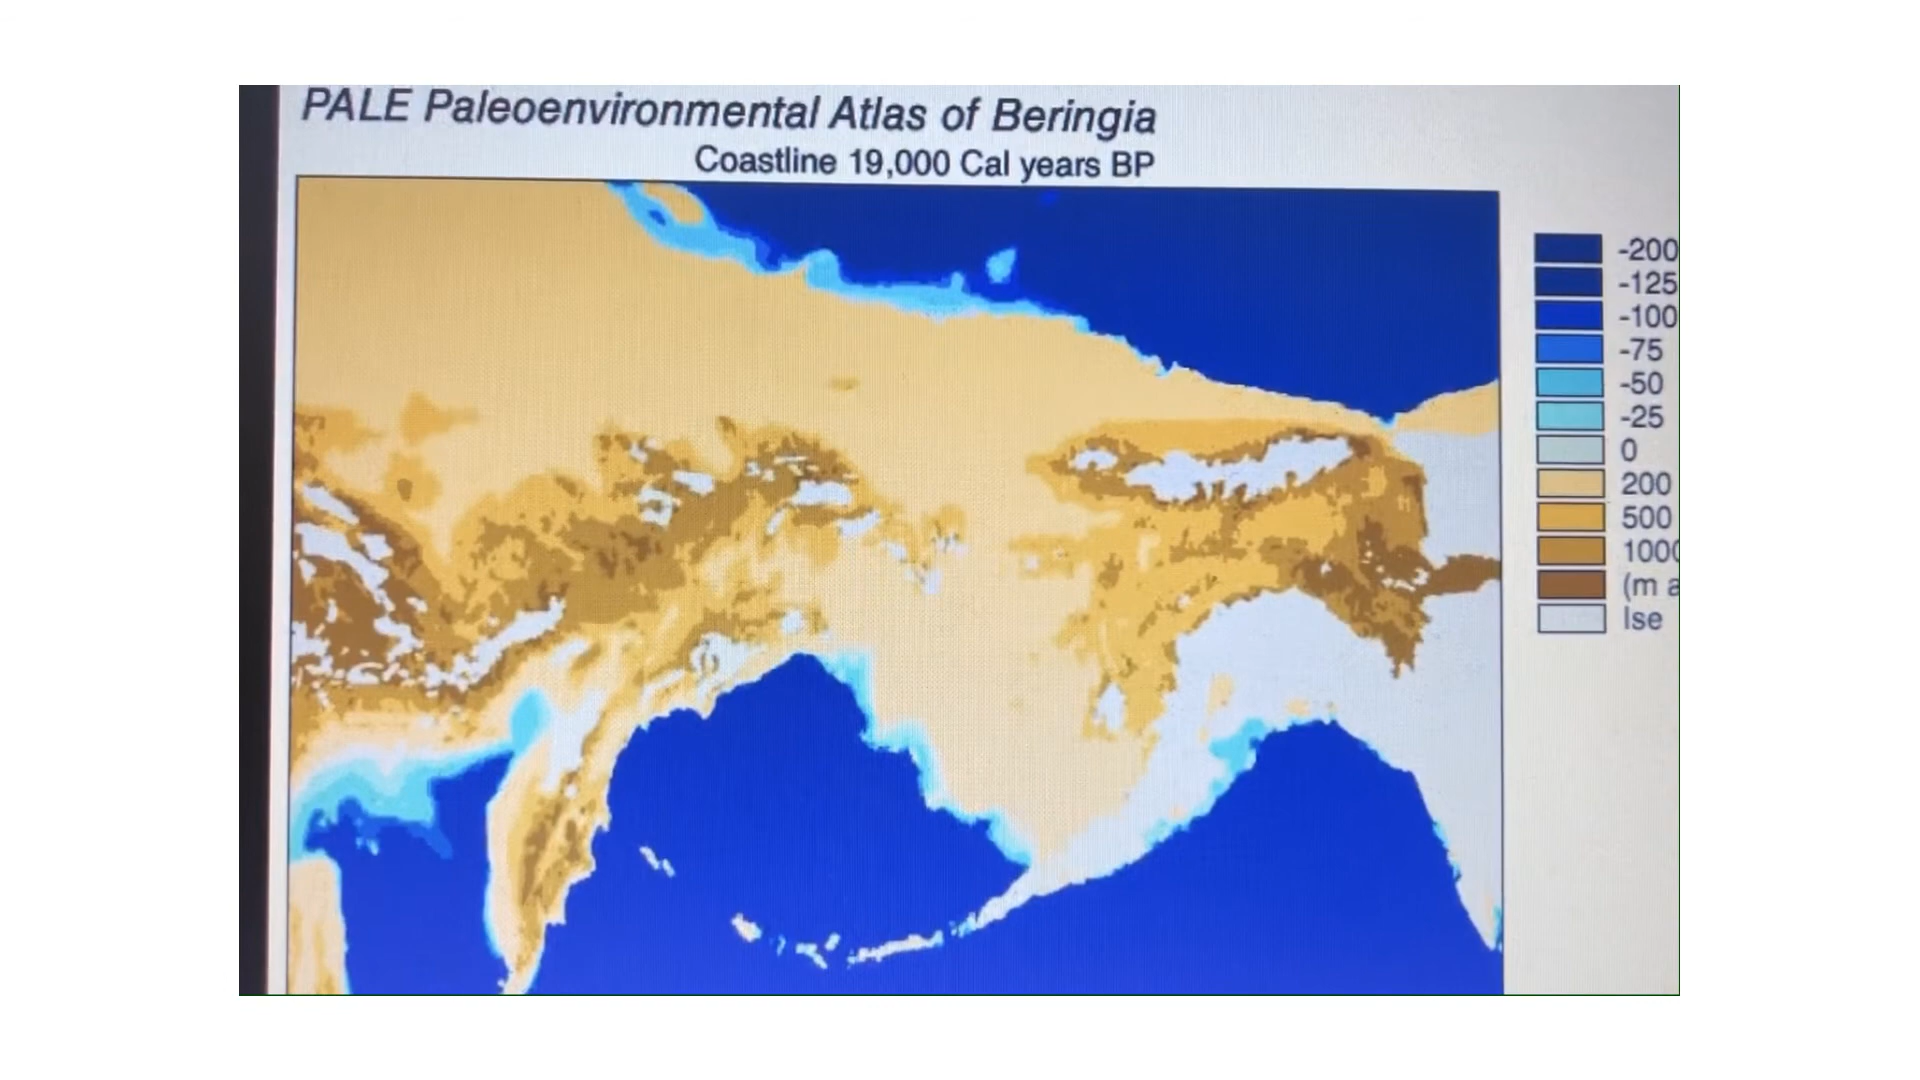 PALE Paleoenvironmental Atlas of Beringia
Coastline 19,000 Cal years BP
-200
-125
-100
-75
-50
-25
0
200
500
1000
(m a
Ise